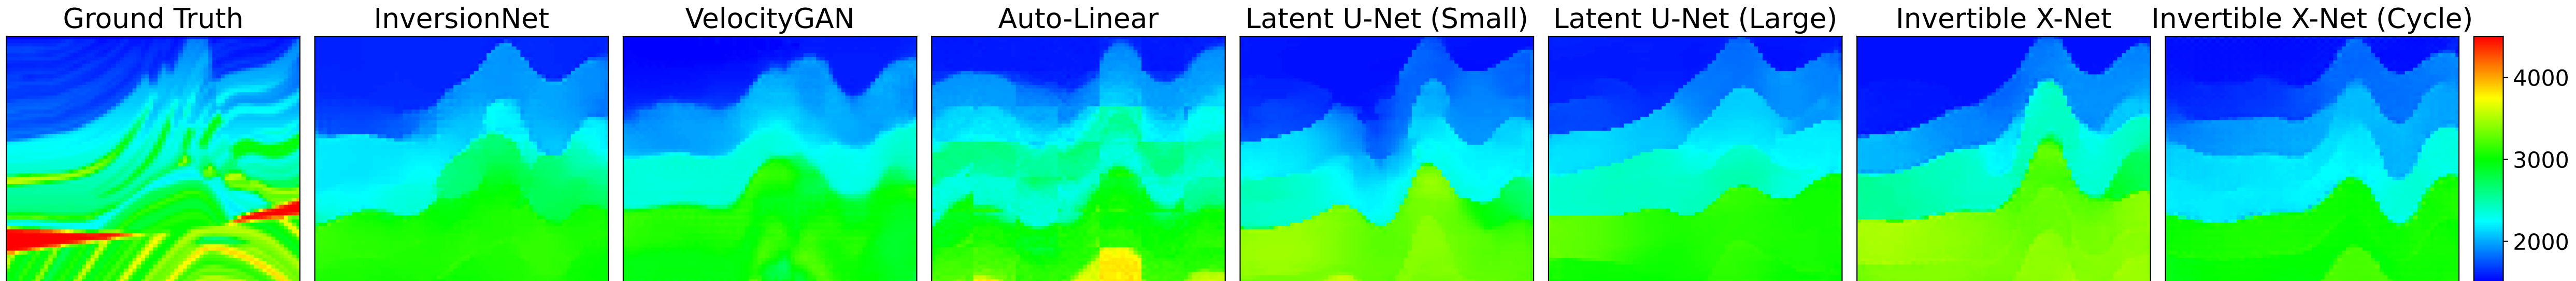 Ground Truth
InversionNet
VelocityGAN
Auto-Linear
Latent U-Net (Small)
Latent U-Net (Large)
Invertible X-Net
Invertible X-Net (Cycle)
4000
3000
2000